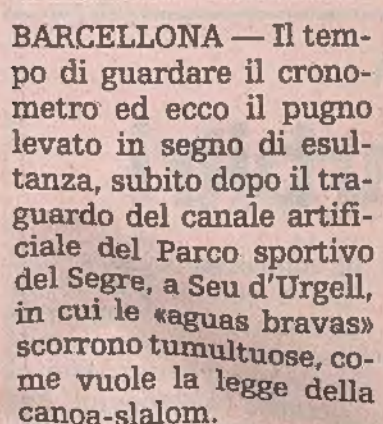 BARCELLONA — Il tem-
po di guardare il crono-
metro ed ecco il pugno
levato in segno di esul-
tanza, subito dopo il tra-
guardo del canale artifi-
ciale del Parco sportivo
del Segre, a Seu d'Urgell,
in cui le «aguas bravas»
scorrono tumultuose, co-
me vuole la legge della
canoa-slalom.